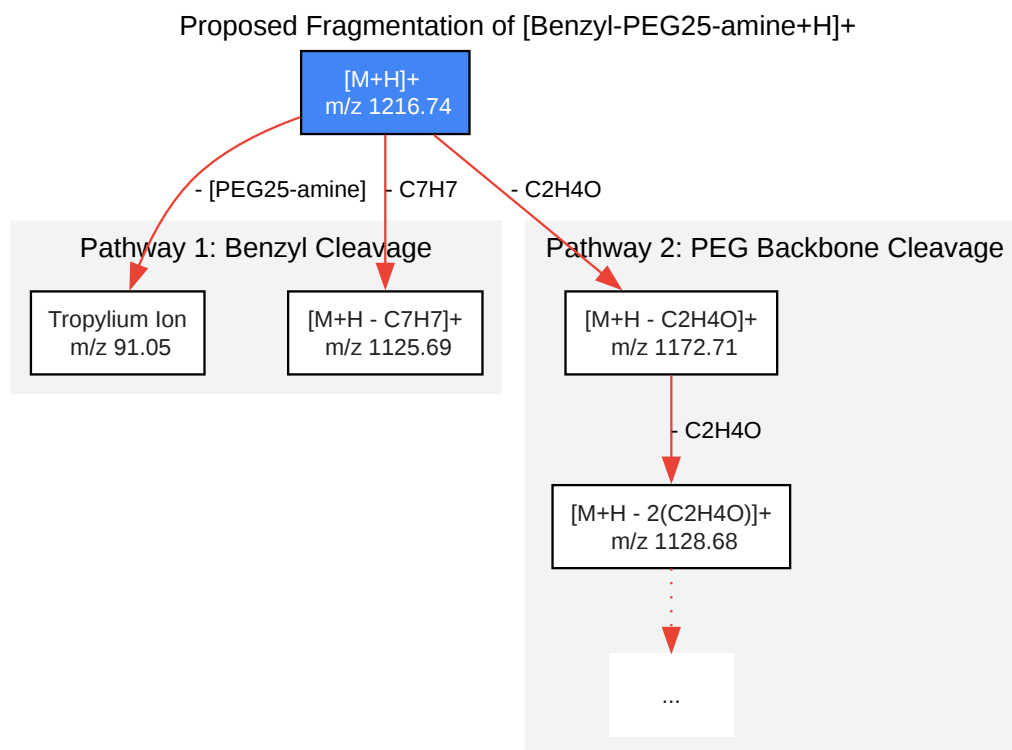 Proposed Fragmentation of [Benzyl-PEG25-amine+H]+
[M+H]+
m/z 1216.74
- [PEG25-amine]
- C7H7
- C2H4O
Pathway 1: Benzyl Cleavage
Pathway 2: PEG Backbone Cleavage
Tropylium Ion
m/z 91.05
[M+H - C7H7]+
m/z 1125.69
[M+H - C2H4O]+
m/z 1172.71
- C2H4O
[M+H - 2(C2H4O)]+
m/z 1128.68
...